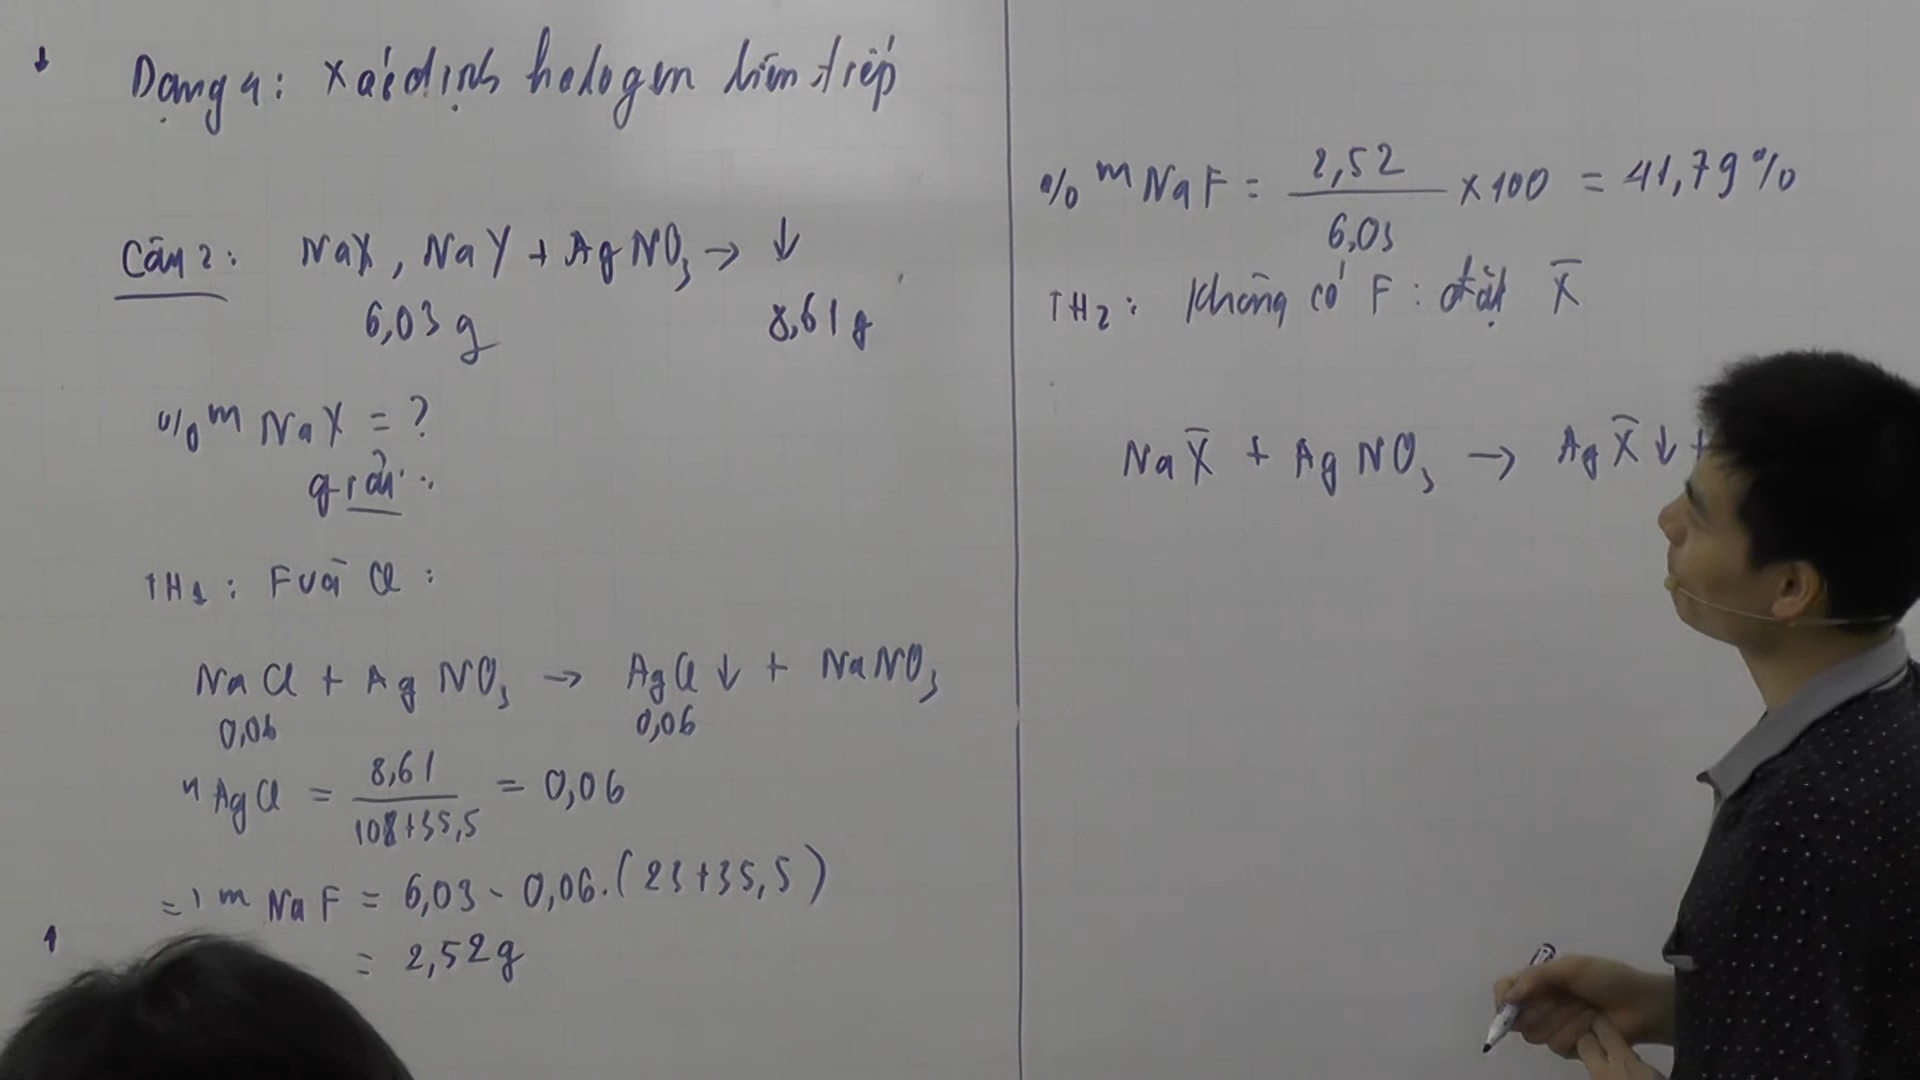 Dạng 4: Xác định halogen liên tiếp
Câu 2: NaX, NaY + AgNO₃ → ↓
6,03 g 8,61 g
% m NaX = ?
giải:
TH₁: F và Cl:
NaCl + AgNO₃ → AgCl ↓ + NaNO₃
0,06 0,06
n AgCl = 8,61 / 108+35,5 = 0,06
=> m NaF = 6,03 - 0,06.(23+35,5)
= 2,52g
% m NaF = 2,52 / 6,03 x 100 = 41,79%
TH₂: Không có F: đặt X̄
NaX̄ + AgNO₃ → AgX̄ ↓ +